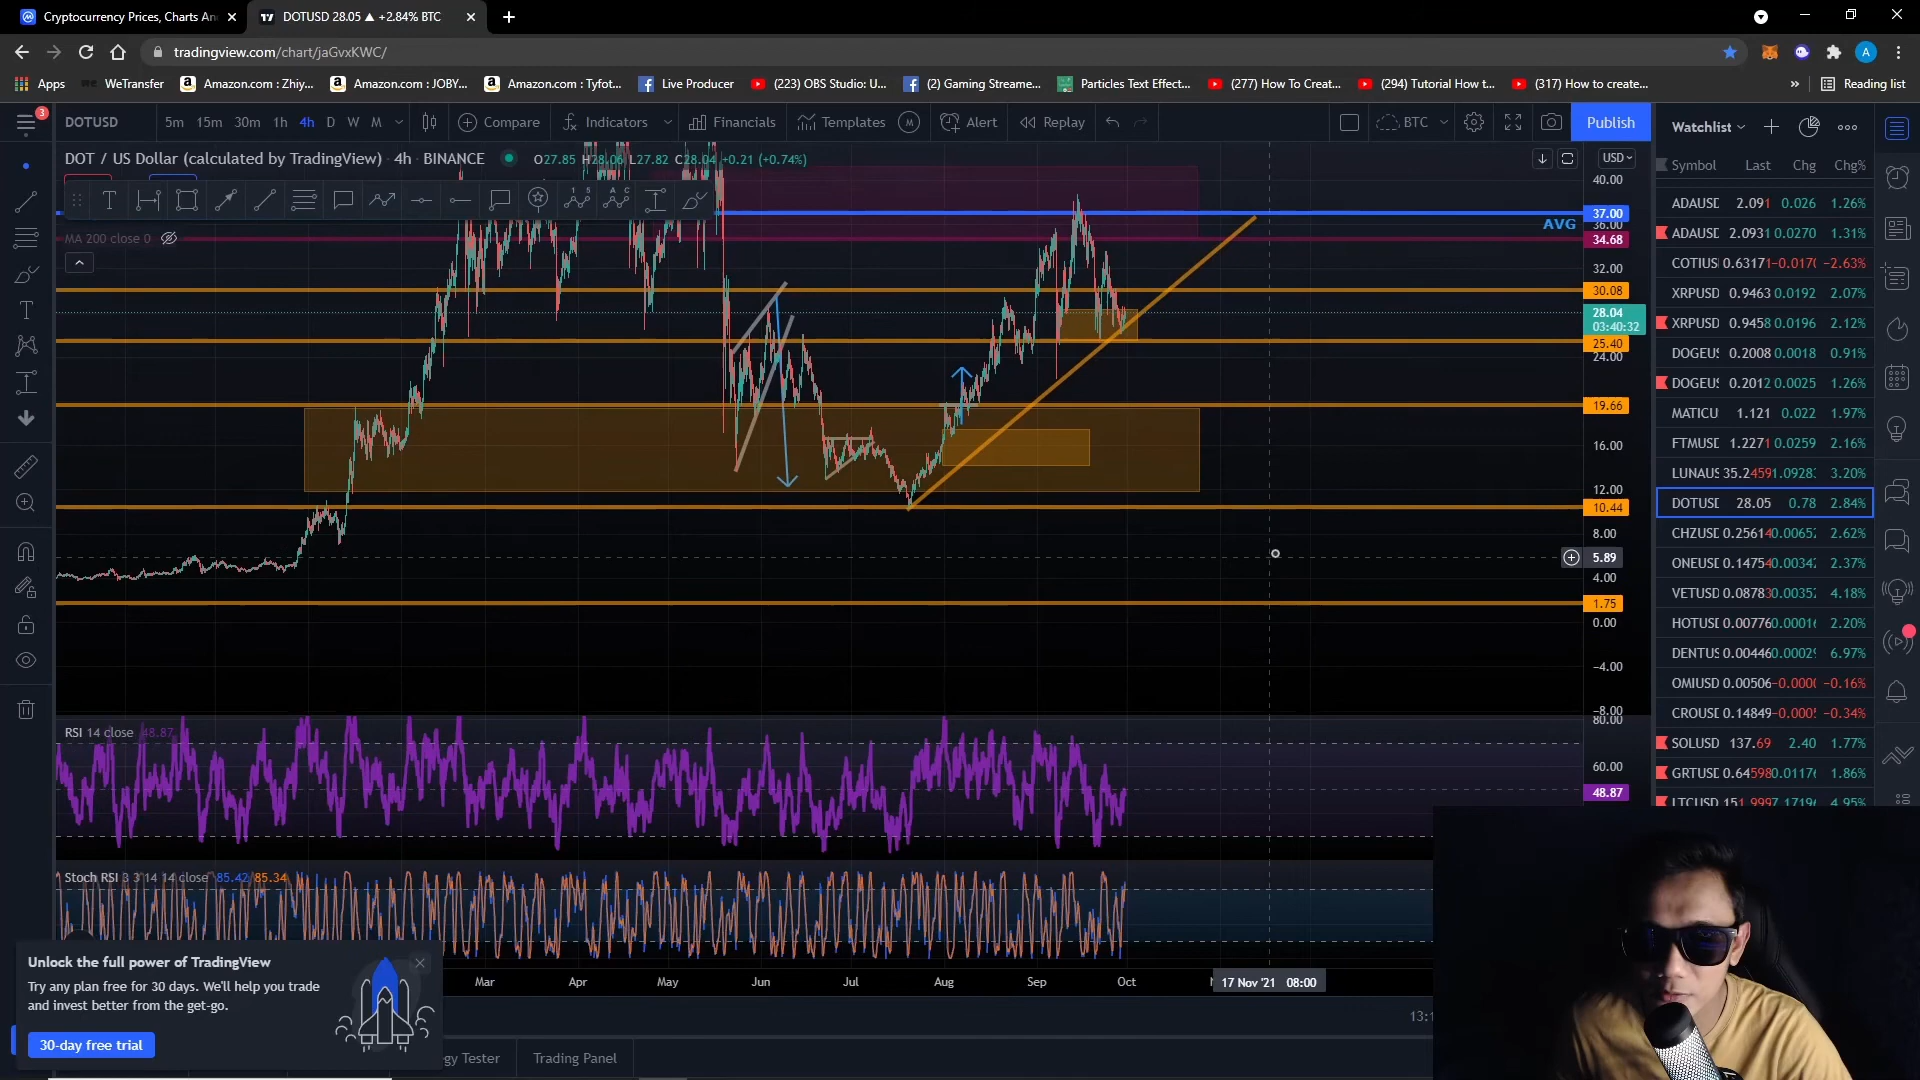 Cryptocurrency Prices, Charts An
DOTUSD 28.05 ▲ +2.84% BTC
tradingview.com/chart/jaGvxKWC/
A
Apps
WeTransfer
Amazon.com : Zhiy...
Amazon.com : JOBY...
Amazon.com : Tyfot...
Live Producer
(223) OBS Studio: U...
(2) Gaming Streame...
Particles Text Effect...
(277) How To Creat...
(294) Tutorial How t...
(317) How to create...
»
Reading list
3
DOTUSD
5m 15m 30m 1h 4h D W M
Compare
Indicators
Financials
Templates
M
Alert
Replay
BTC
Publish
Watchlist
DOT / US Dollar (calculated by TradingView) · 4h · BINANCE
O27.85 H28.06 L27.82 C28.04 +0.21 (+0.74%)
USD
MA 200 close 0
AVG
40.00
37.00
36.00
34.68
32.00
30.08
28.04
03:40:32
25.40
24.00
19.66
16.00
12.00
10.44
8.00
5.89
4.00
1.75
0.00
−4.00
−8.00
80.00
60.00
48.87
Symbol Last Chg Chg%
ADAUSD 2.091 0.026 1.26%
ADAUSD 2.0931 0.0270 1.31%
COTIUS 0.6317 −0.017 −2.63%
XRPUSD 0.9463 0.0192 2.07%
XRPUSD 0.9458 0.0196 2.12%
DOGEUS 0.2008 0.0018 0.91%
DOGEUS 0.2012 0.0025 1.26%
MATICU 1.121 0.022 1.97%
FTMUSD 1.2271 0.0259 2.16%
LUNAUS 35.2459 1.0928 3.20%
DOTUSD 28.05 0.78 2.84%
CHZUSD 0.25614 0.0065 2.62%
ONEUSD 0.14754 0.0034 2.37%
VETUSD 0.08783 0.0035 4.18%
HOTUSD 0.00776 0.0001 2.20%
DENTUS 0.00446 0.0002 6.97%
OMIUSD 0.00506 −0.000 −0.16%
CROUSD 0.14849 −0.000 −0.34%
SOLUSD 137.69 2.40 1.77%
GRTUSD 0.64598 0.0117 1.86%
LTCUSD 151.999 7.1719 4.95%
RSI 14 close 48.87
Stoch RSI 3 3 14 14 close 85.42 85.34
Mar Apr May Jun Jul Aug Sep Oct
17 Nov '21 08:00
Unlock the full power of TradingView
Try any plan free for 30 days. We'll help you trade
and invest better from the get-go.
30-day free trial
gy Tester
Trading Panel
13:1